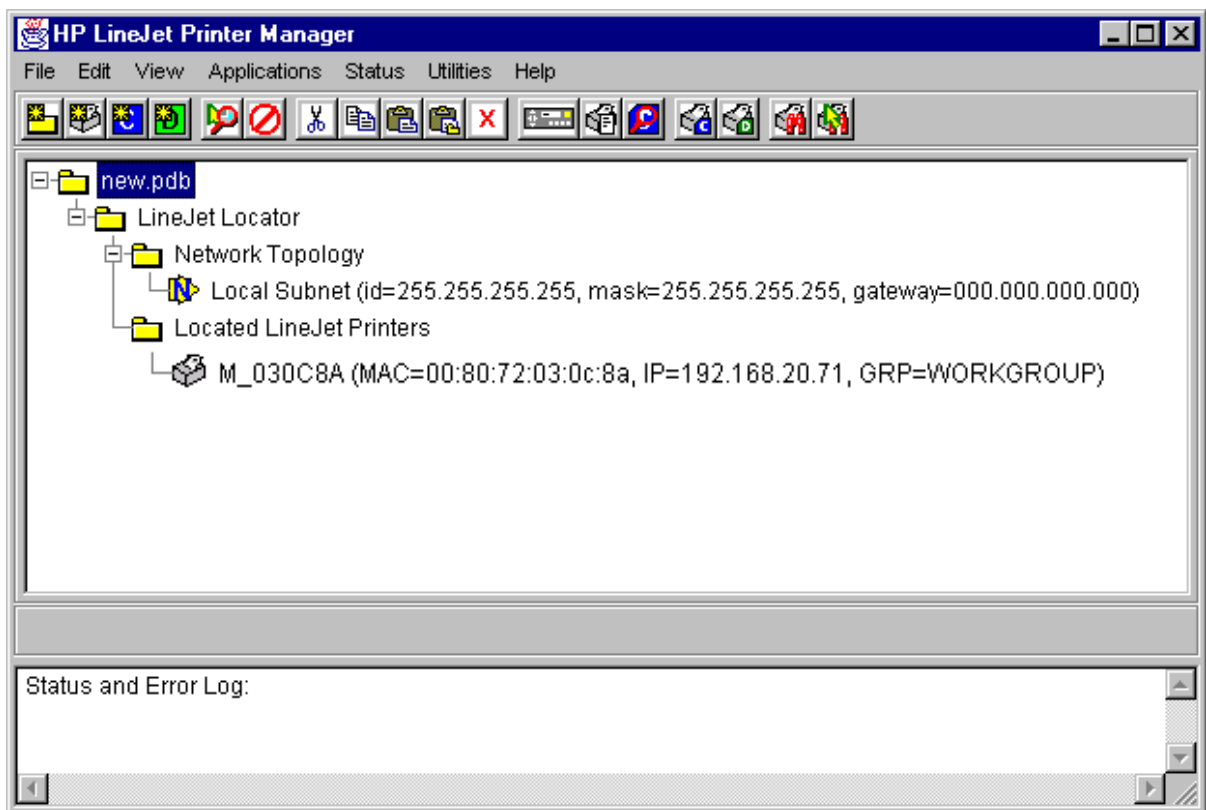 HP LineJet Printer Manager
File Edit View Applications Status Utilities Help
new.pdb
LineJet Locator
Network Topology
Local Subnet (id=255.255.255.255, mask=255.255.255.255, gateway=000.000.000.000)
Located LineJet Printers
M_030C8A (MAC=00:80:72:03:0c:8a, IP=192.168.20.71, GRP=WORKGROUP)
Status and Error Log: